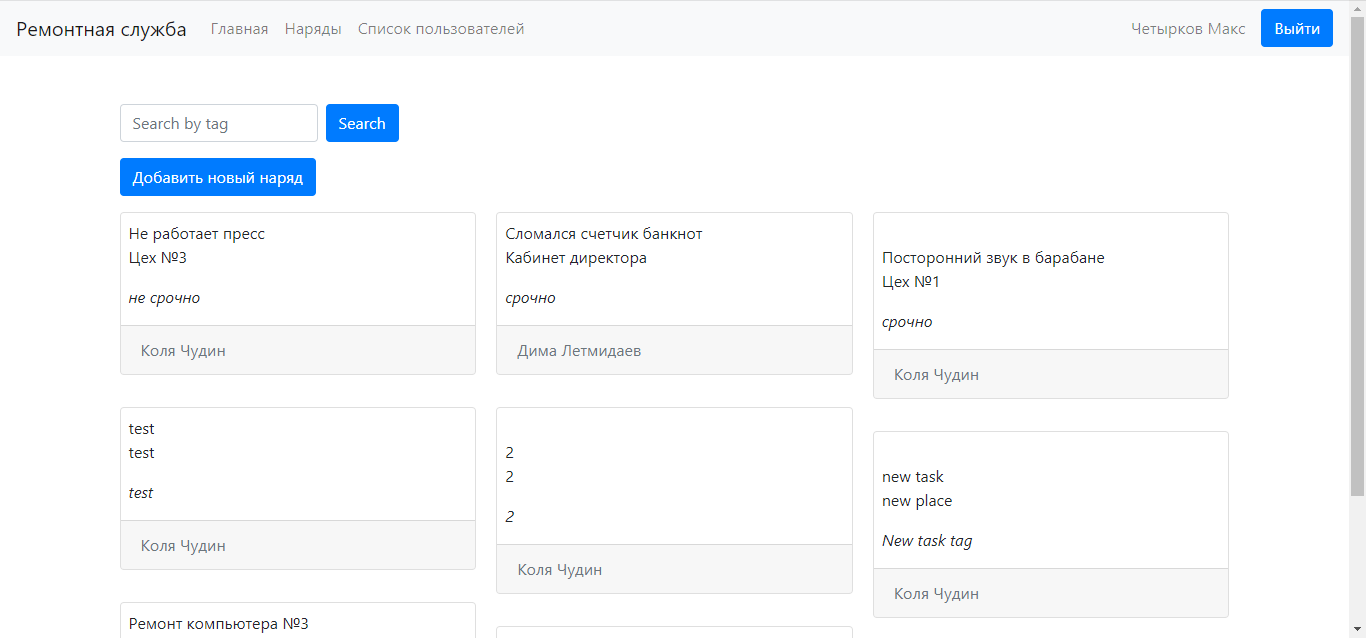 Ремонтная служба Главная Наряды Список пользователей Четырков Макс Выйти
Search by tag Search
Добавить новый наряд
Не работает пресс
Цех №3
не срочно
Коля Чудин
Сломался счетчик банкнот
Кабинет директора
срочно
Дима Летмидаев
Посторонний звук в барабане
Цех №1
срочно
Коля Чудин
test
test
test
Коля Чудин
2
2
2
Коля Чудин
new task
new place
New task tag
Коля Чудин
Ремонт компьютера №3